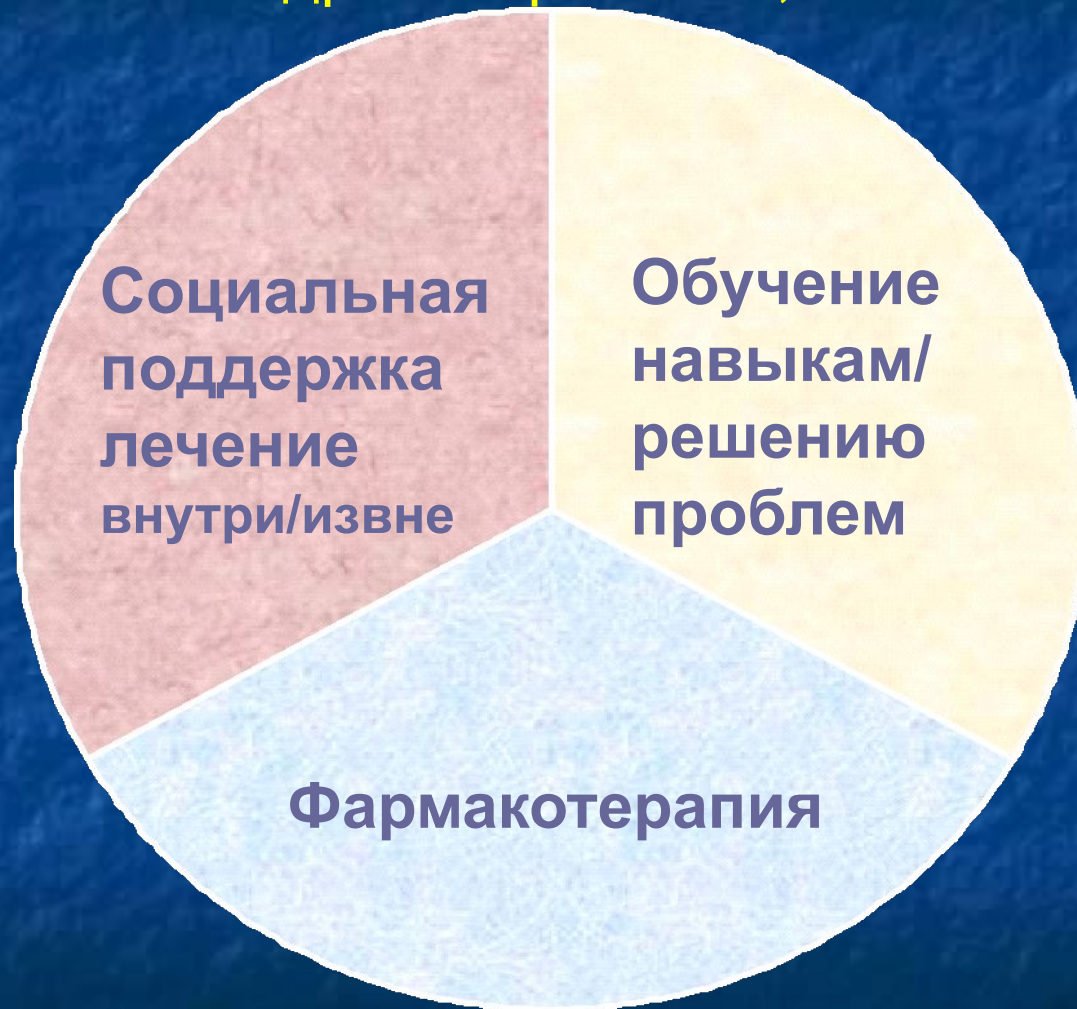 Социальная
поддержка
лечение
внутри/извне
Обучение
навыкам/
решению
проблем
Фармакотерапия